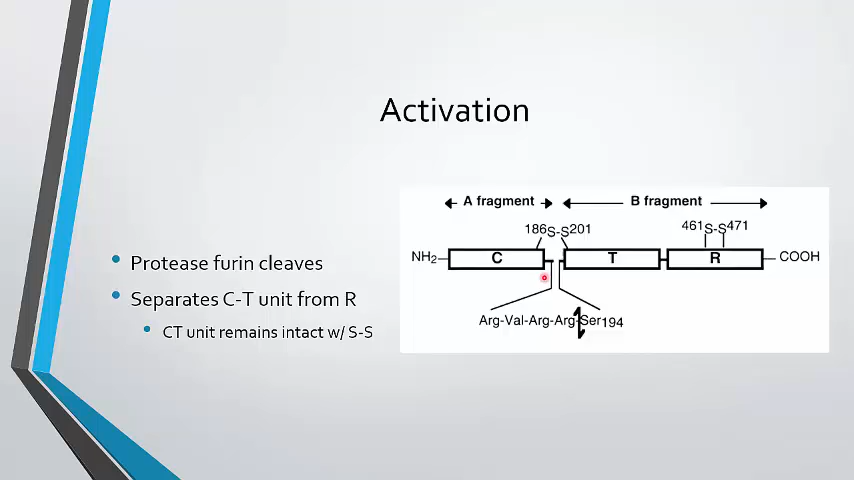 Activation
• Protease furin cleaves
• Separates C-T unit from R
• CT unit remains intact w/ S-S
A fragment
B fragment
186S-S201
461S-S471
NH2
C
T
R
COOH
Arg-Val-Arg-Arg-Ser194